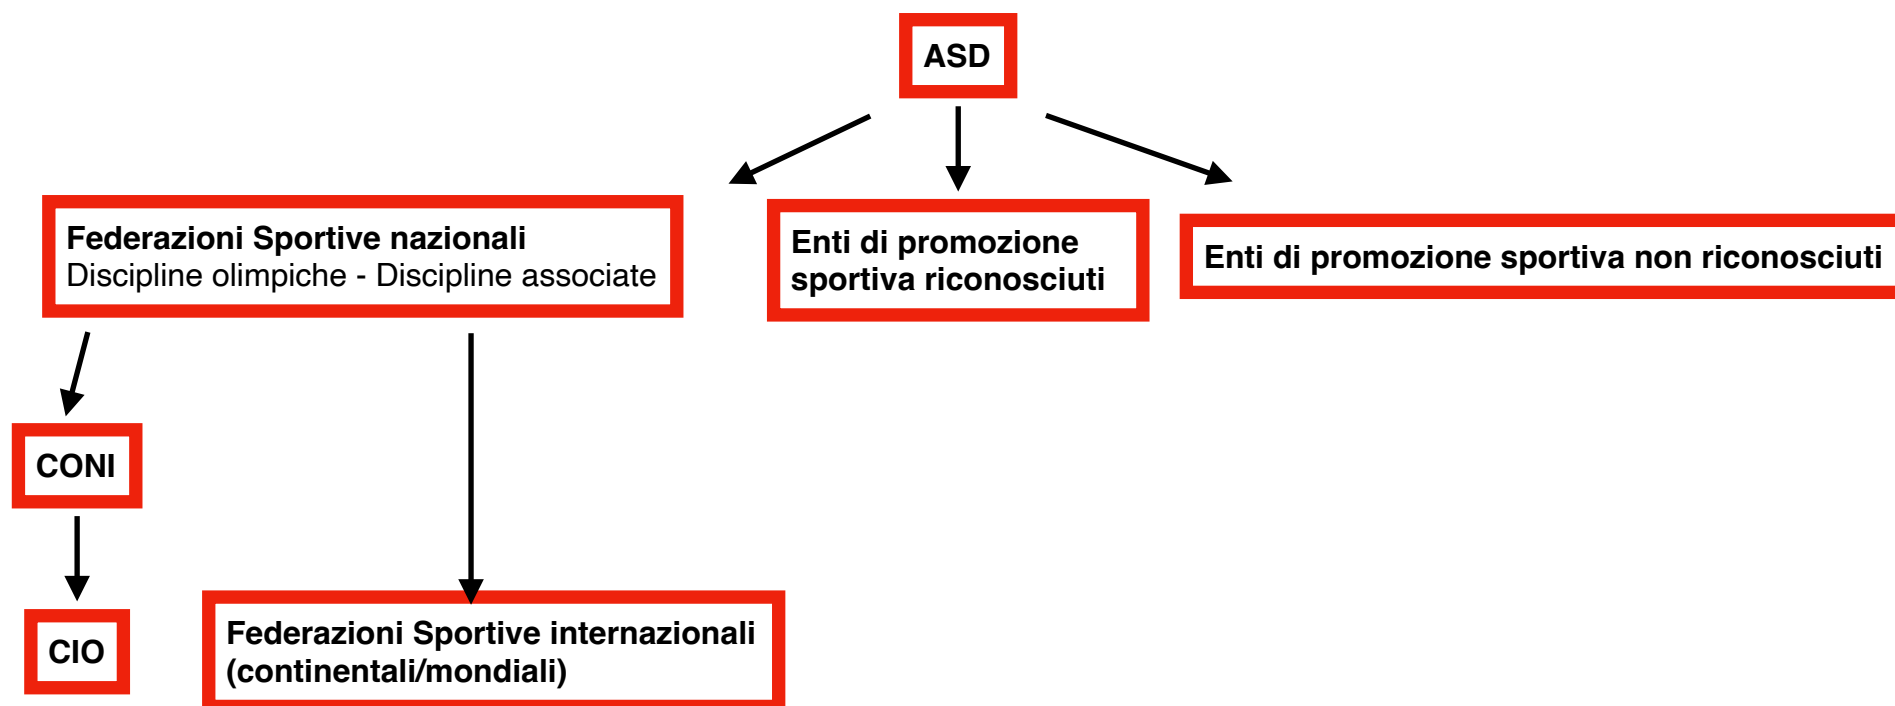 ASD
Federazioni Sportive nazionali
Discipline olimpiche - Discipline associate
Enti di promozione
sportiva riconosciuti
Enti di promozione sportiva non riconosciuti
CONI
CIO
Federazioni Sportive internazionali
(continentali/mondiali)